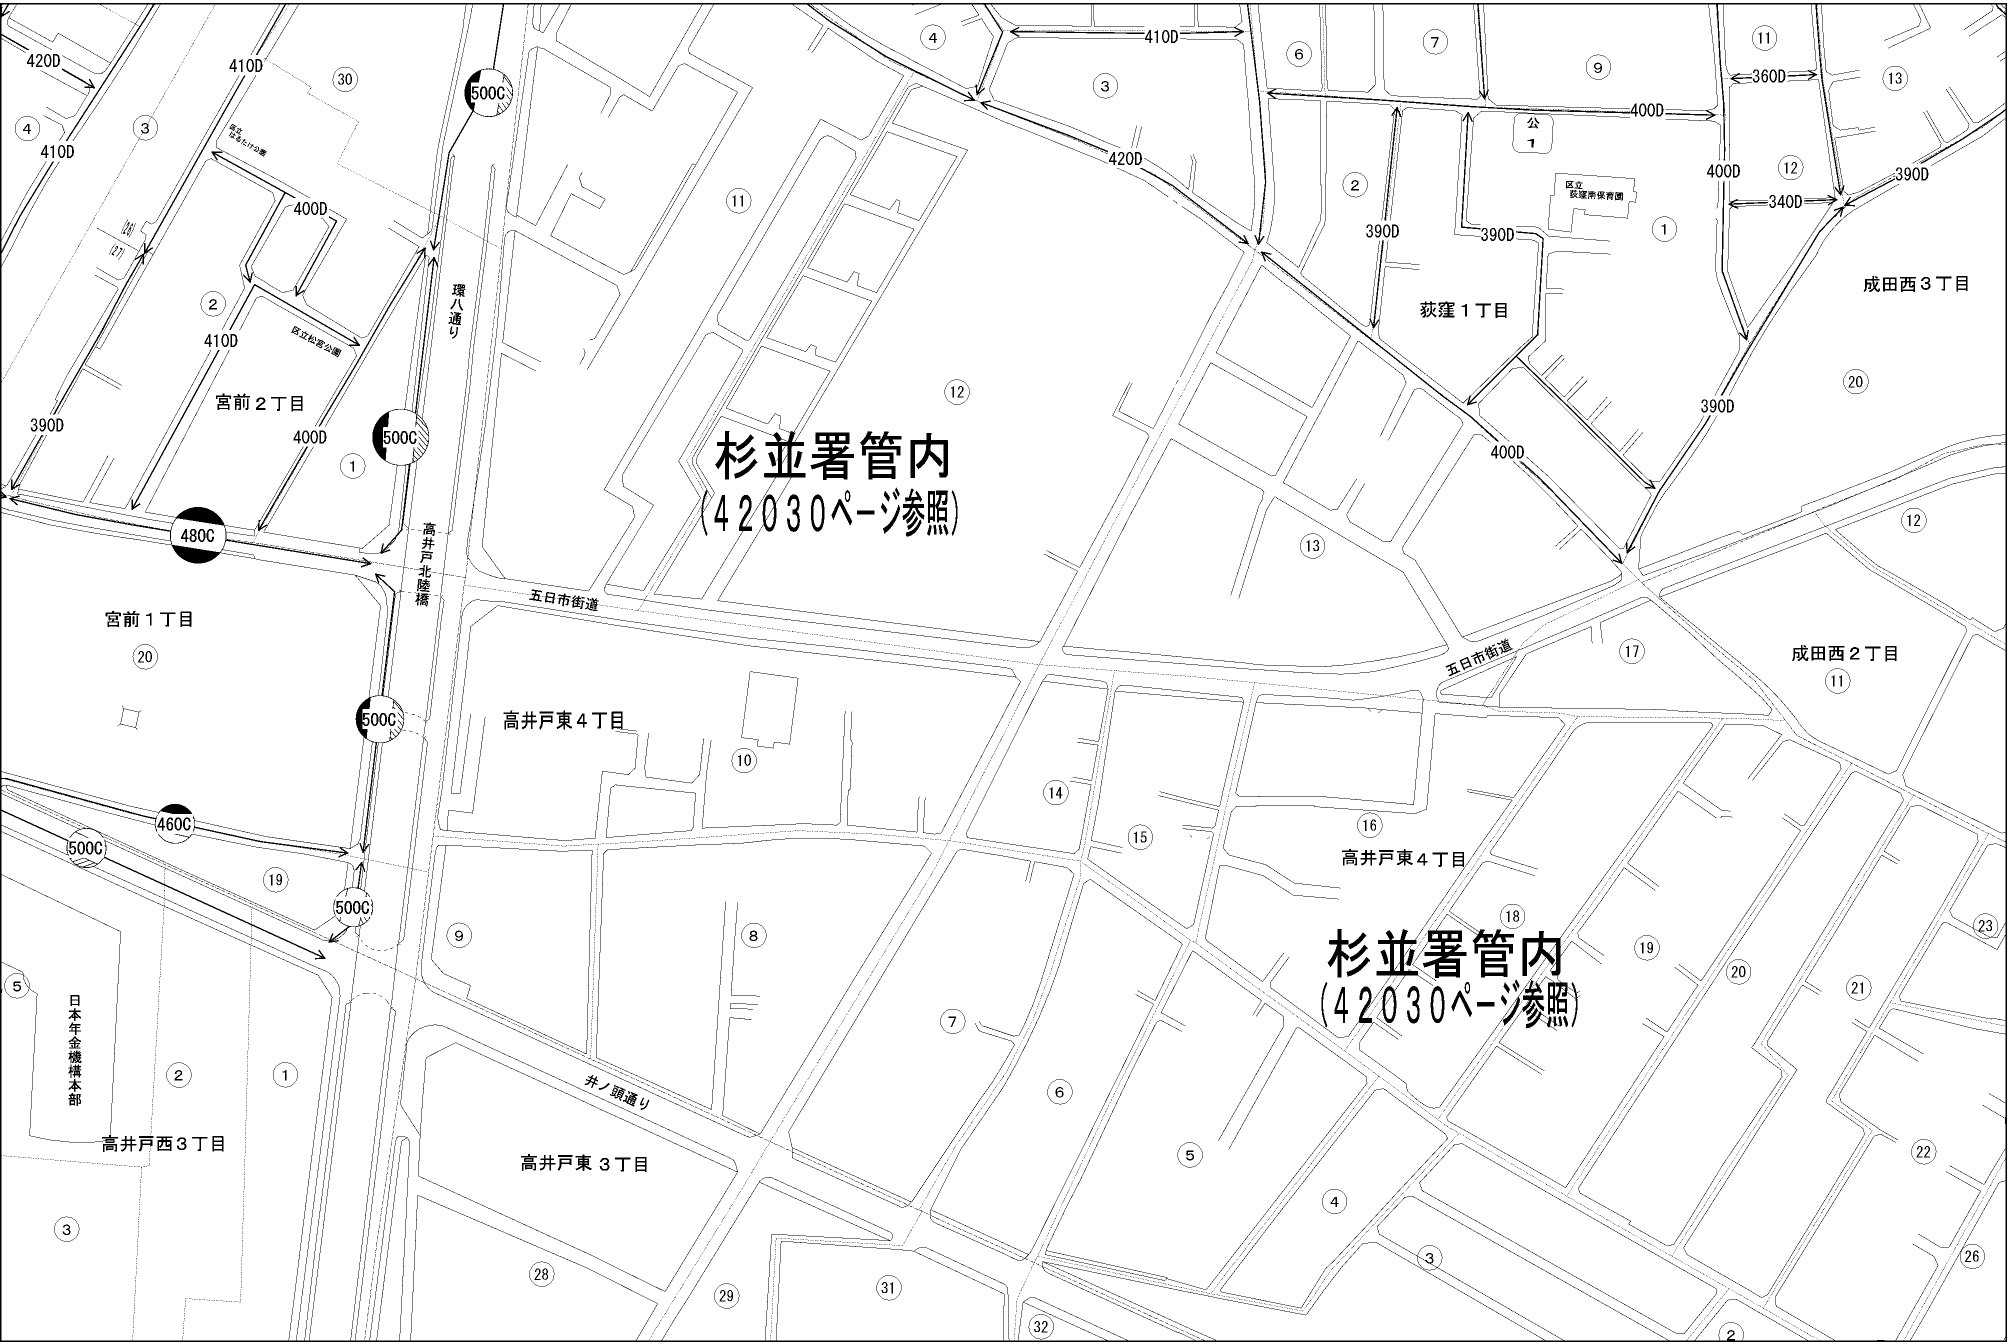 420D
410D
30
500C
4
410D
6
7
11
9
360D
13
4
3
410D
区立
はるたけ公園
3
400D
公
1
12
390D
420D
2
400D
340D
区立
荻窪南保育園
11
400D
(26)
(27)
390D
390D
1
2
環八通り
荻窪1丁目
成田西3丁目
410D
区立松宮公園
宮前2丁目
12
20
390D
400D
500C
1
390D
杉並署管内
(42030ページ参照)
400D
480C
高井戸北陸橋
13
12
宮前1丁目
20
五日市街道
五日市街道
17
成田西2丁目
11
500C
高井戸東4丁目
10
14
15
16
高井戸東4丁目
460C
500C
19
500C
9
8
18
19
20
21
23
杉並署管内
(42030ページ参照)
5
日本年金機構本部
2
1
7
井ノ頭通り
6
高井戸西3丁目
高井戸東3丁目
5
22
3
4
28
29
31
32
3
26
2